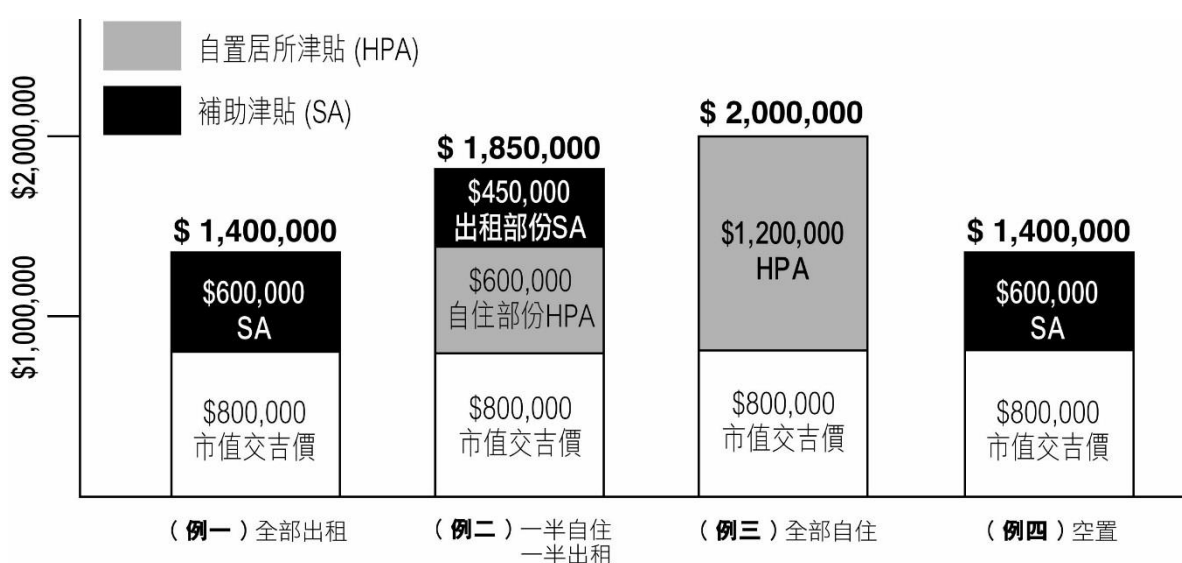 自置居所津貼 (HPA)
補助津貼 (SA)
$2,000,000
$1,000,000
$ 1,400,000
$600,000
SA
$800,000
市值交吉價
(例一) 全部出租
$ 1,850,000
$450,000
出租部份SA
$600,000
自住部份HPA
$800,000
市值交吉價
(例二) 一半自住
一半出租
$ 2,000,000
$1,200,000
HPA
$800,000
市值交吉價
(例三) 全部自住
$ 1,400,000
$600,000
SA
$800,000
市值交吉價
(例四) 空置